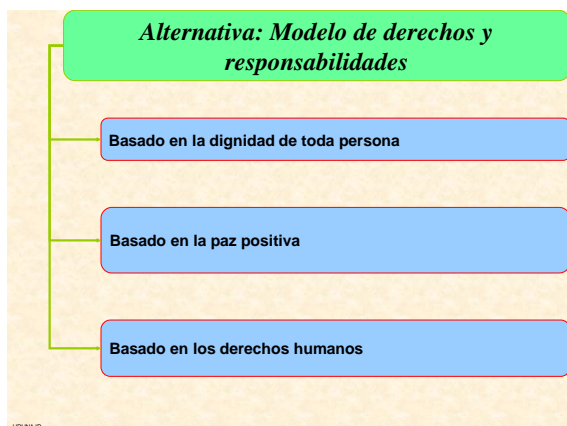 Alternativa: Modelo de derechos y
responsabilidades
Basado en la dignidad de toda persona
Basado en la paz positiva
Basado en los derechos humanos